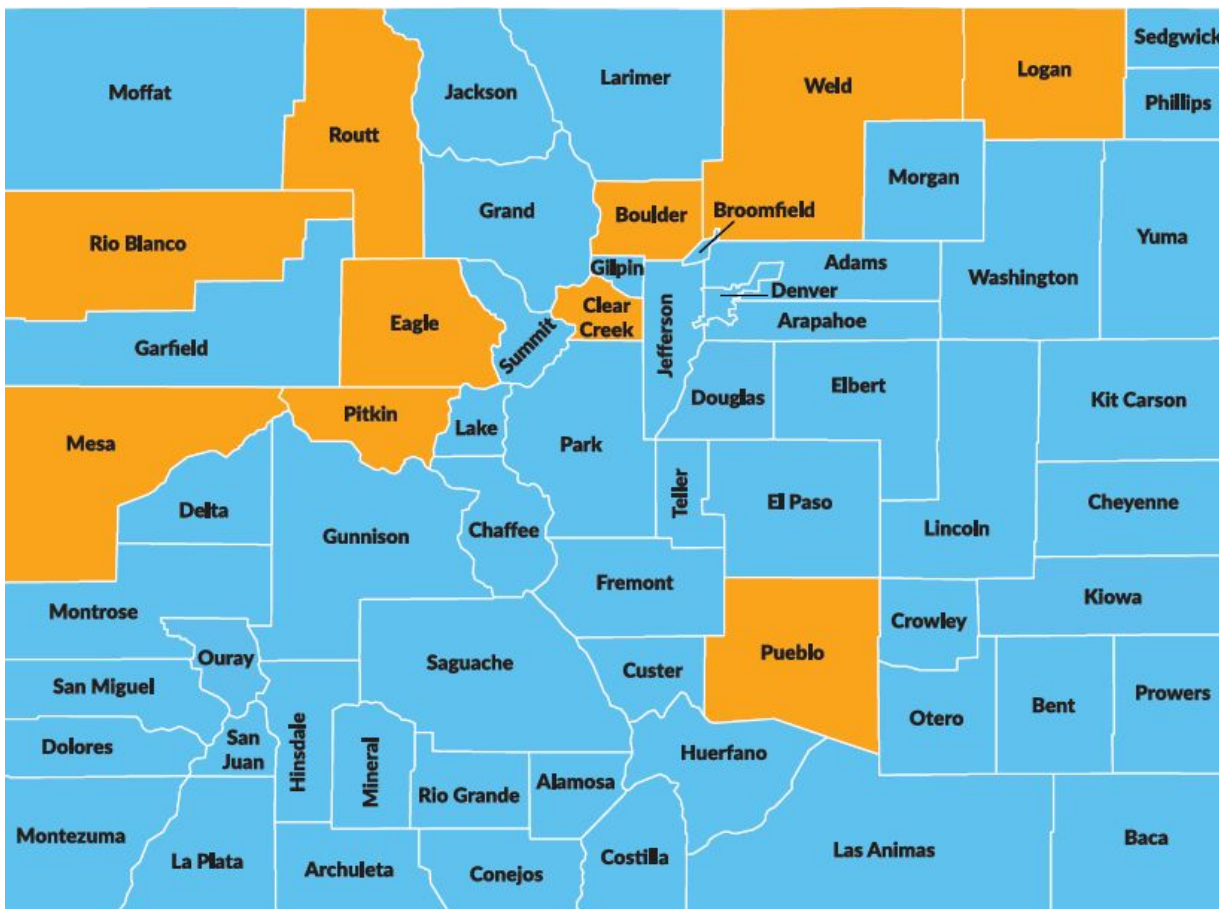 Sedgwick
Moffat
Jackson
Larimer
Weld
Logan
Phillips
Routt
Morgan
Grand
Boulder
Broomfield
Rio Blanco
Yuma
Gilpin
Adams
Washington
Denver
Eagle
Clear
Creek
Arapahoe
Garfield
Summit
Jefferson
Douglas
Elbert
Kit Carson
Pitkin
Lake
Mesa
Park
Teller
El Paso
Cheyenne
Delta
Gunnison
Chaffee
Lincoln
Fremont
Montrose
Kiowa
Crowley
Ouray
Saguache
Custer
Pueblo
San Miguel
Prowers
Bent
Otero
Dolores
San
Juan
Hinsdale
Mineral
Huerfano
Alamosa
Rio Grande
Montezuma
La Plata
Archuleta
Conejos
Costilla
Las Animas
Baca